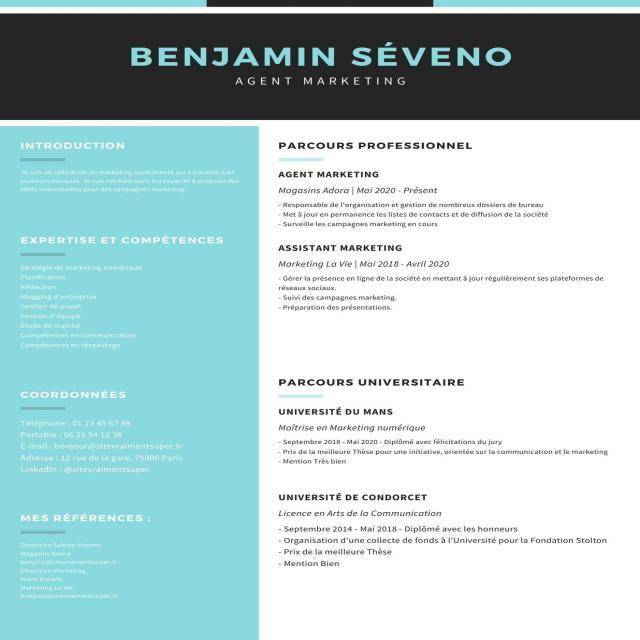 BENJAMIN SÉVENO
AGENT MARKETING
INTRODUCTION
Je suis un spécialiste du marketing expérimenté qui a travaillé avec
plusieurs marques. Je suis confiant dans ma capacité à proposer des
idées intéressantes pour des campagnes marketing.
EXPERTISE ET COMPÉTENCES
Stratégie de marketing numérique
Planification
Rédaction
Blogging d'entreprise
Gestion de projet
Gestion d'équipe
Étude de marché
Compétences en communication
Compétences en réseautage
COORDONNÉES
Téléphone : 01 23 45 67 89
Portable : 06 23 54 12 36
E-mail : bonjour@sitevraimentsuper.fr
Adresse : 12 rue de la gare, 75000 Paris
LinkedIn : @sitevraimentsuper
MES RÉFÉRENCES :
Directrice Sabine Vincent,
Magasins Adora
bonjour@sitevraimentsuper.fr
Directrice Marketing,
Marie Durant,
Marketing La Vie,
bonjour@sitevraimentsuper.fr
PARCOURS PROFESSIONNEL
AGENT MARKETING
Magasins Adora | Mai 2020 - Présent
- Responsable de l'organisation et gestion de nombreux dossiers de bureau
- Met à jour en permanence les listes de contacts et de diffusion de la société
- Surveille les campagnes marketing en cours
ASSISTANT MARKETING
Marketing La Vie | Mai 2018 - Avril 2020
- Gérer la présence en ligne de la société en mettant à jour régulièrement ses plateformes de
réseaux sociaux.
- Suivi des campagnes marketing.
- Préparation des présentations.
PARCOURS UNIVERSITAIRE
UNIVERSITÉ DU MANS
Maîtrise en Marketing numérique
- Septembre 2018 - Mai 2020 - Diplômé avec félicitations du jury
- Prix de la meilleure Thèse pour une initiative, orientée sur la communication et le marketing
- Mention Très bien
UNIVERSITÉ DE CONDORCET
Licence en Arts de la Communication
- Septembre 2014 - Mai 2018 - Diplômé avec les honneurs
- Organisation d'une collecte de fonds à l'Université pour la Fondation Stolton
- Prix de la meilleure Thèse
- Mention Bien